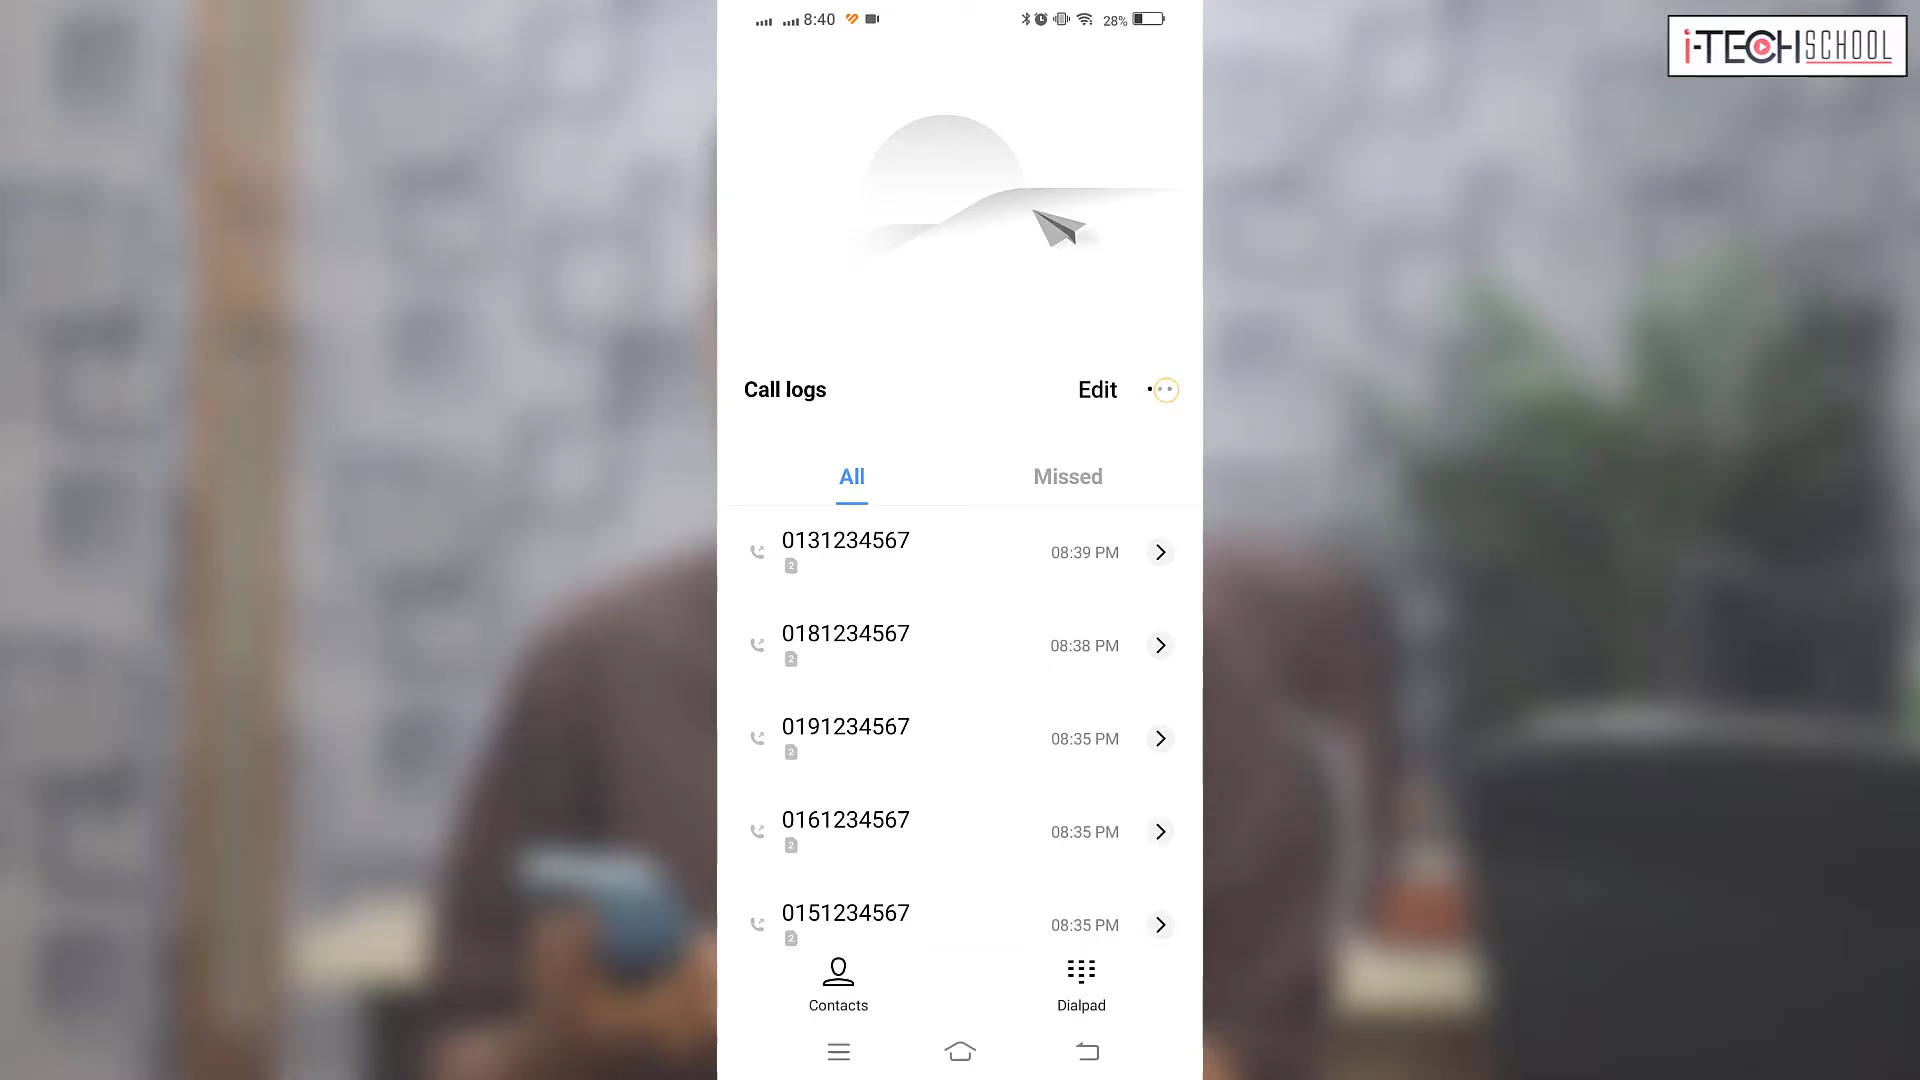 8:40
28%
i-TECH SCHOOL
Call logs
Edit
All
Missed
0131234567
2
08:39 PM
0181234567
2
08:38 PM
0191234567
2
08:35 PM
0161234567
2
08:35 PM
0151234567
2
08:35 PM
Contacts
Dialpad